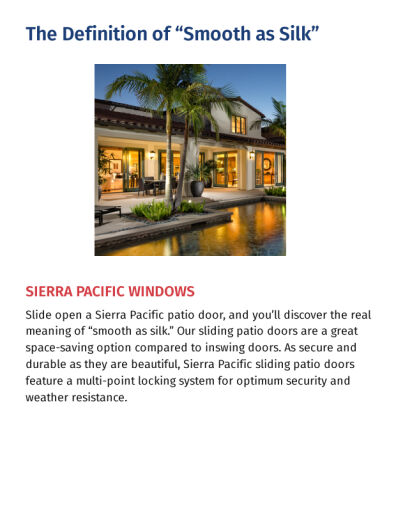 The Definition of “Smooth as Silk”
SIERRA PACIFIC WINDOWS
Slide open a Sierra Pacific patio door, and you’ll discover the real
meaning of “smooth as silk.” Our sliding patio doors are a great
space-saving option compared to inswing doors. As secure and
durable as they are beautiful, Sierra Pacific sliding patio doors
feature a multi-point locking system for optimum security and
weather resistance.